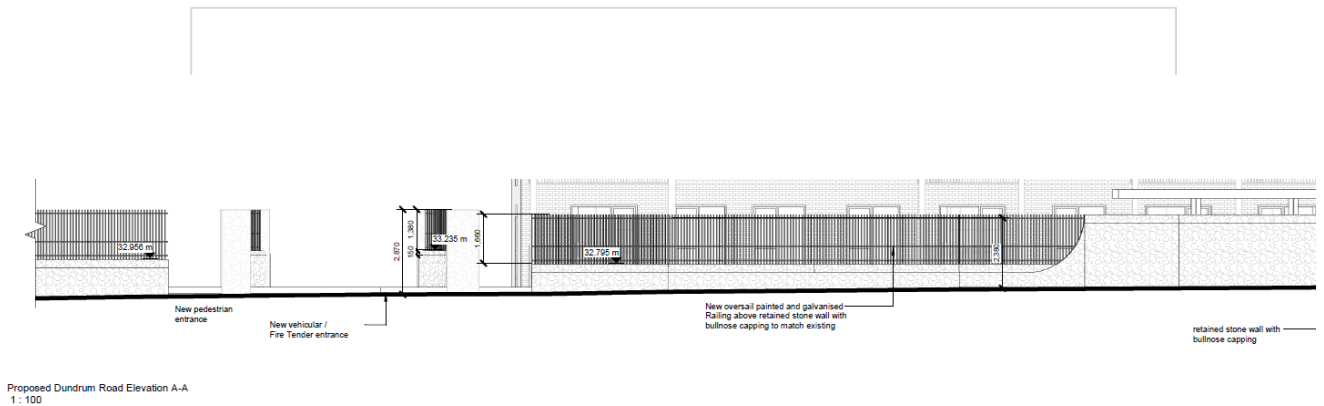 32.956 m
2,870
1,380
150
33.235 m
1,660
32.795 m
2,380
New pedestrian
entrance
New vehicular /
Fire Tender entrance
New oversail painted and galvanised
Railing above retained stone wall with
bullnose capping to match existing
retained stone wall with
bullnose capping
Proposed Dundrum Road Elevation A-A
1 : 100